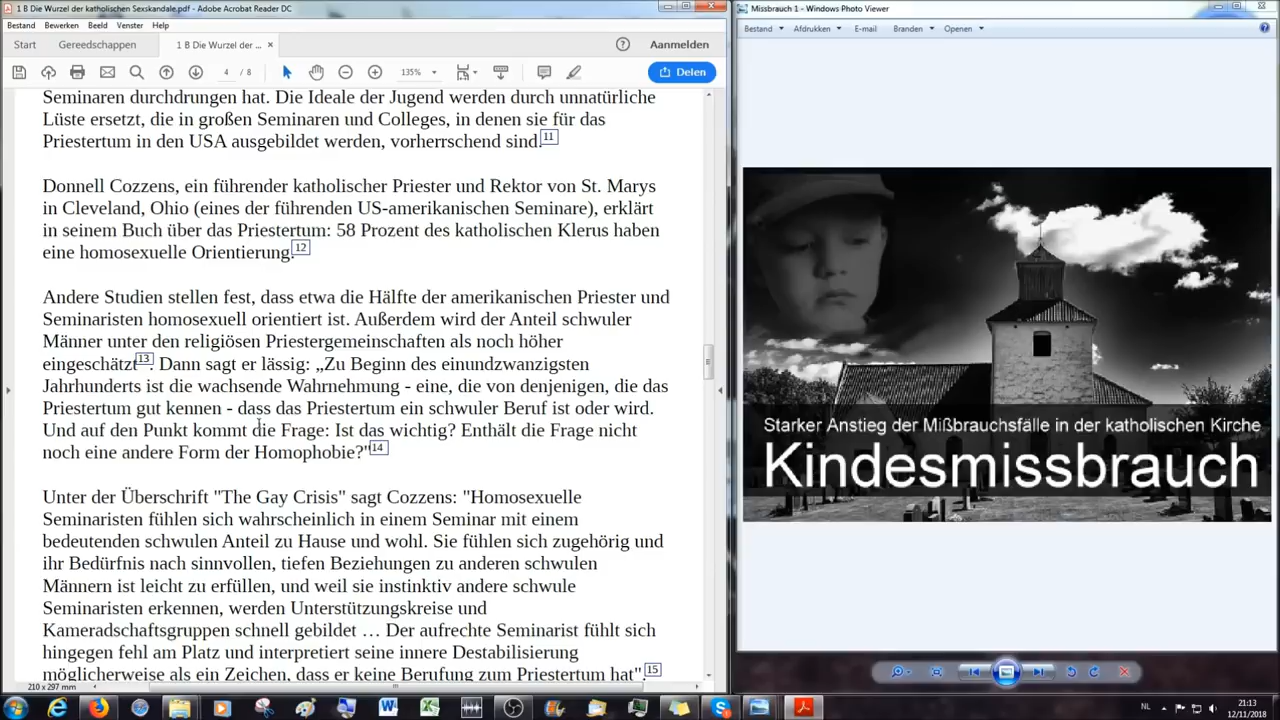 1 B Die Wurzel der katholischen Sexskandale.pdf - Adobe Acrobat Reader DC
Bestand Bewerken Beeld Venster Help
Start Gereedschappen 1 B Die Wurzel der ... × Aanmelden
4 / 8 135% Delen
Seminaren durchdrungen hat. Die Ideale der Jugend werden durch unnatürliche
Lüste ersetzt, die in großen Seminaren und Colleges, in denen sie für das
Priestertum in den USA ausgebildet werden, vorherrschend sind.11
Donnell Cozzens, ein führender katholischer Priester und Rektor von St. Marys
in Cleveland, Ohio (eines der führenden US-amerikanischen Seminare), erklärt
in seinem Buch über das Priestertum: 58 Prozent des katholischen Klerus haben
eine homosexuelle Orientierung.12
Andere Studien stellen fest, dass etwa die Hälfte der amerikanischen Priester und
Seminaristen homosexuell orientiert ist. Außerdem wird der Anteil schwuler
Männer unter den religiösen Priestergemeinschaften als noch höher
eingeschätzt13. Dann sagt er lässig: „Zu Beginn des einundzwanzigsten
Jahrhunderts ist die wachsende Wahrnehmung - eine, die von denjenigen, die das
Priestertum gut kennen - dass das Priestertum ein schwuler Beruf ist oder wird.
Und auf den Punkt kommt die Frage: Ist das wichtig? Enthält die Frage nicht
noch eine andere Form der Homophobie?"14
Unter der Überschrift "The Gay Crisis" sagt Cozzens: "Homosexuelle
Seminaristen fühlen sich wahrscheinlich in einem Seminar mit einem
bedeutenden schwulen Anteil zu Hause und wohl. Sie fühlen sich zugehörig und
ihr Bedürfnis nach sinnvollen, tiefen Beziehungen zu anderen schwulen
Männern ist leicht zu erfüllen, und weil sie instinktiv andere schwule
Seminaristen erkennen, werden Unterstützungskreise und
Kameradschaftsgruppen schnell gebildet … Der aufrechte Seminarist fühlt sich
hingegen fehl am Platz und interpretiert seine innere Destabilisierung
möglicherweise als ein Zeichen, dass er keine Berufung zum Priestertum hat".15
210 x 297 mm
Missbrauch 1 - Windows Photo Viewer
Bestand Afdrukken E-mail Branden Openen
Starker Anstieg der Mißbrauchsfälle in der katholischen Kirche
Kindesmissbrauch
NL 21:13
12/11/2018